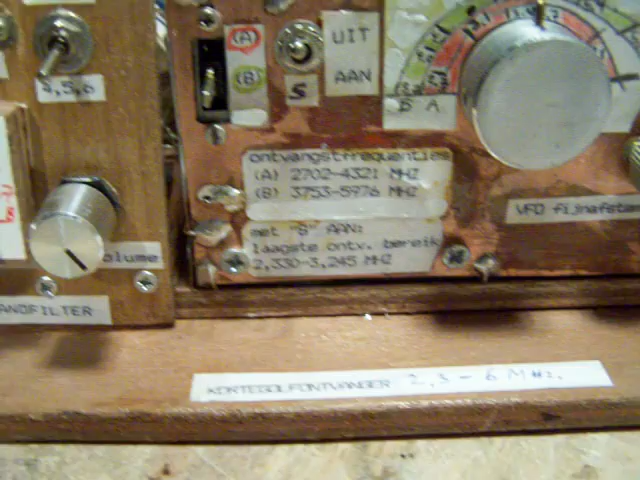 4,5,6
(A)
(B)
S
UIT
AAN
B A
ontvangstfrequenties
(A) 2702-4321 MHZ
(B) 3753-5976 MHZ
met "S" AAN:
laagste ontv. bereik
2,330-3,245 MHZ
VFO fijnafstem
olume
ANDFILTER
KORTEGOLFONTVANGER 2,3 - 6 MHz.